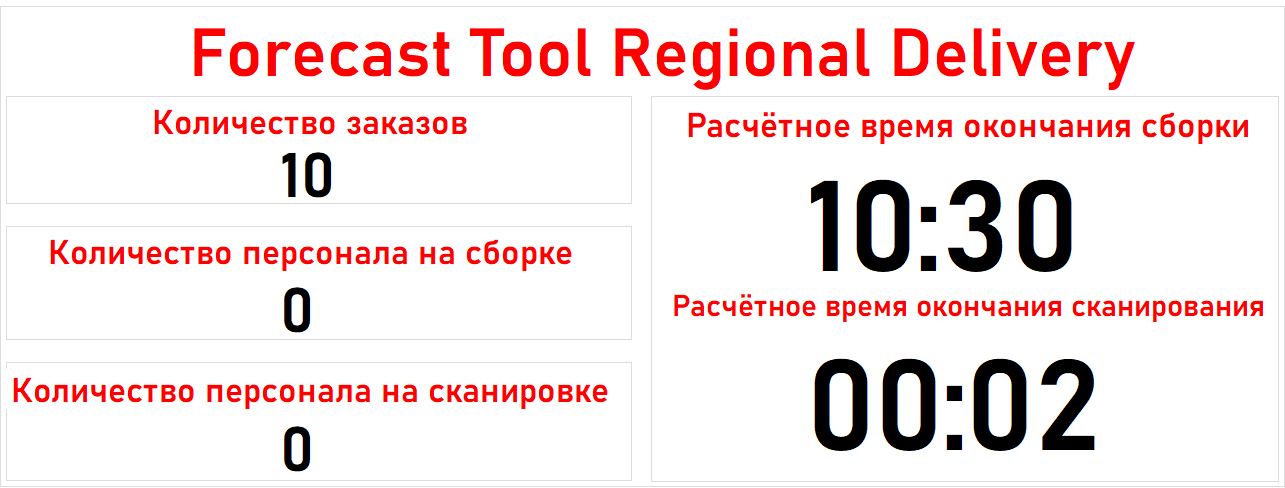 Forecast Tool Regional Delivery
Количество заказов
10
Количество персонала на сборке
0
Количество персонала на сканировке
0
Расчётное время окончания сборки
10:30
Расчётное время окончания сканирования
00:02